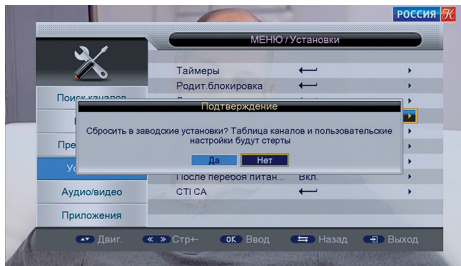 РОССИЯ К
МЕНЮ / Установки
Таймеры
Родит.блокировка
Поиск каналов
Подтверждение
Сбросить в заводские установки? Таблица каналов и пользовательские
настройки будут стерты
Да Нет
После перебоя питан... Вкл.
Аудио/видео CTI CA
Приложения
Двиг. Стр+- OK Ввод Назад Выход